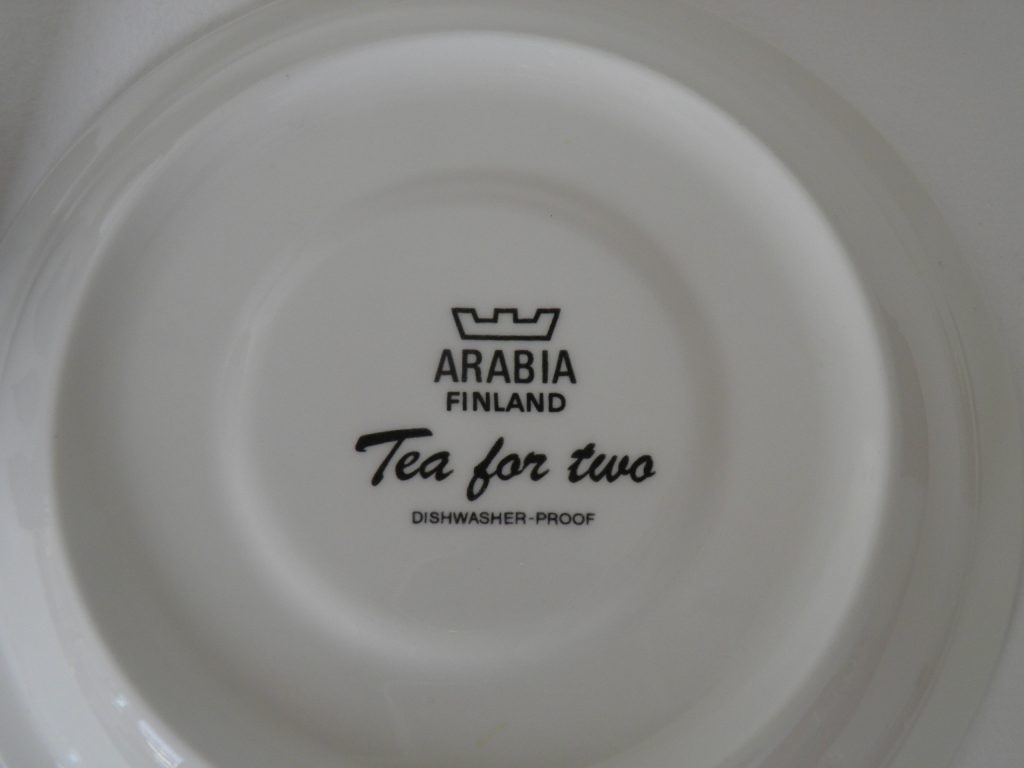 ARABIA
FINLAND
Tea for two
DISHWASHER-PROOF